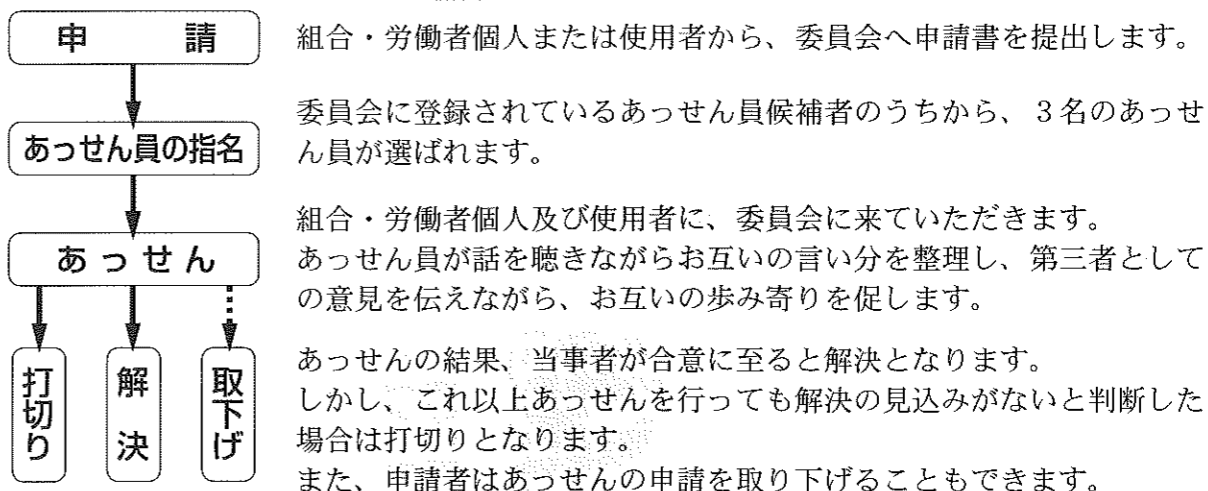 申請
組合・労働者個人または使用者から、委員会へ申請書を提出します。
あっせん員の指名
委員会に登録されているあっせん員候補者のうちから、3名のあっせ
ん員が選ばれます。
あっせん
組合・労働者個人及び使用者に、委員会に来ていただきます。
あっせん員が話を聴きながらお互いの言い分を整理し、第三者として
の意見を伝えながら、お互いの歩み寄りを促します。
打切り
解決
取下げ
あっせんの結果、当事者が合意に至ると解決となります。
しかし、これ以上あっせんを行っても解決の見込みがないと判断した
場合は打切りとなります。
また、申請者はあっせんの申請を取り下げることもできます。